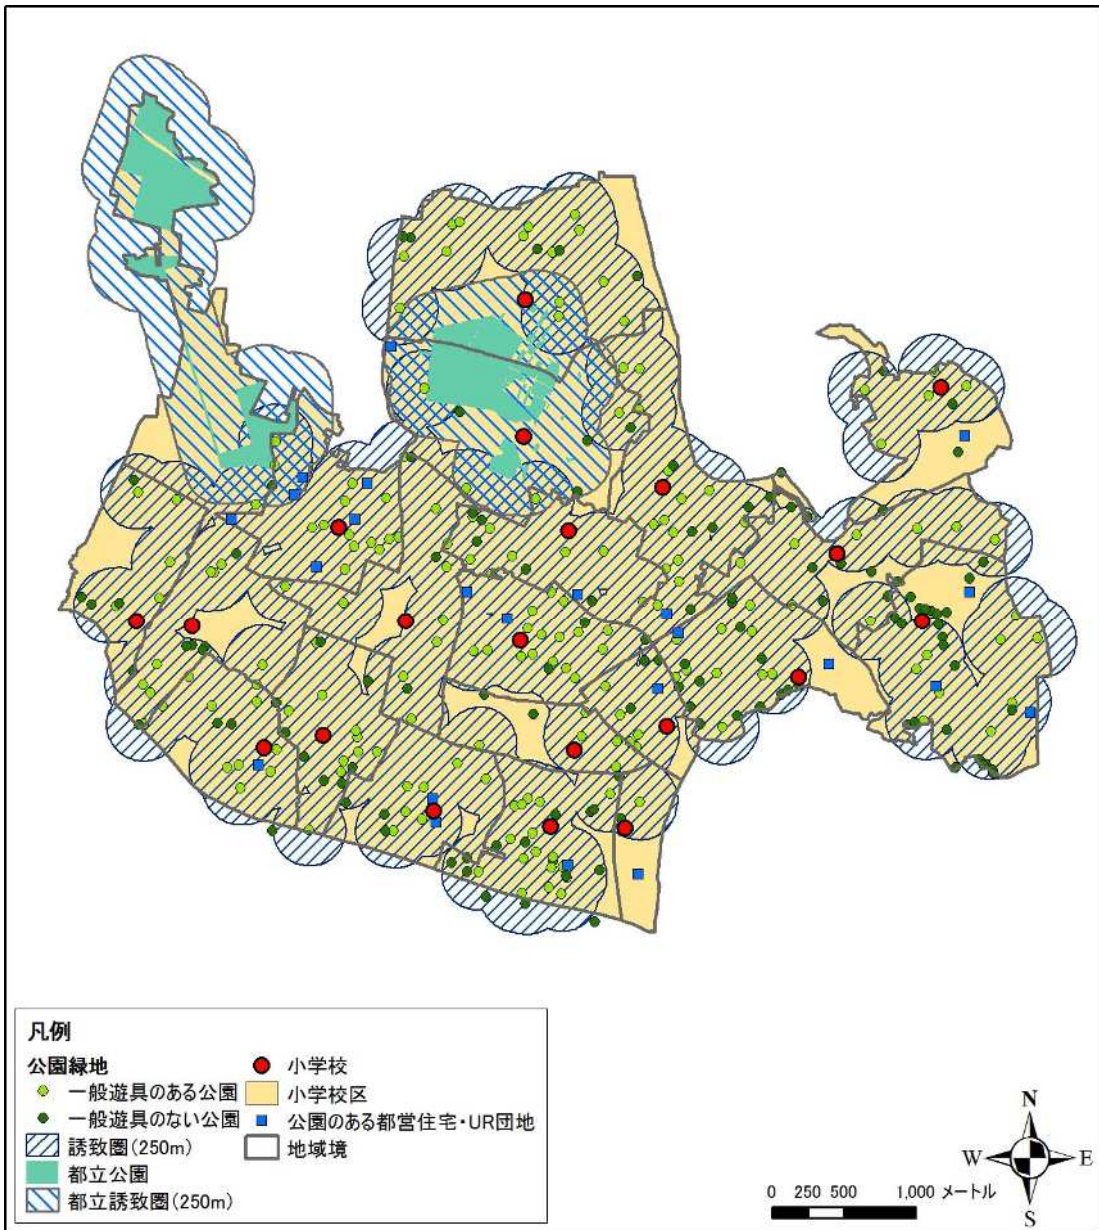 凡例
公園緑地
一般遊具のある公園
一般遊具のない公園
誘致圏(250m)
都立公園
都立誘致圏(250m)
小学校
小学校区
公園のある都営住宅・UR団地
地域境
N
W E
S
0 250 500 1,000 メートル